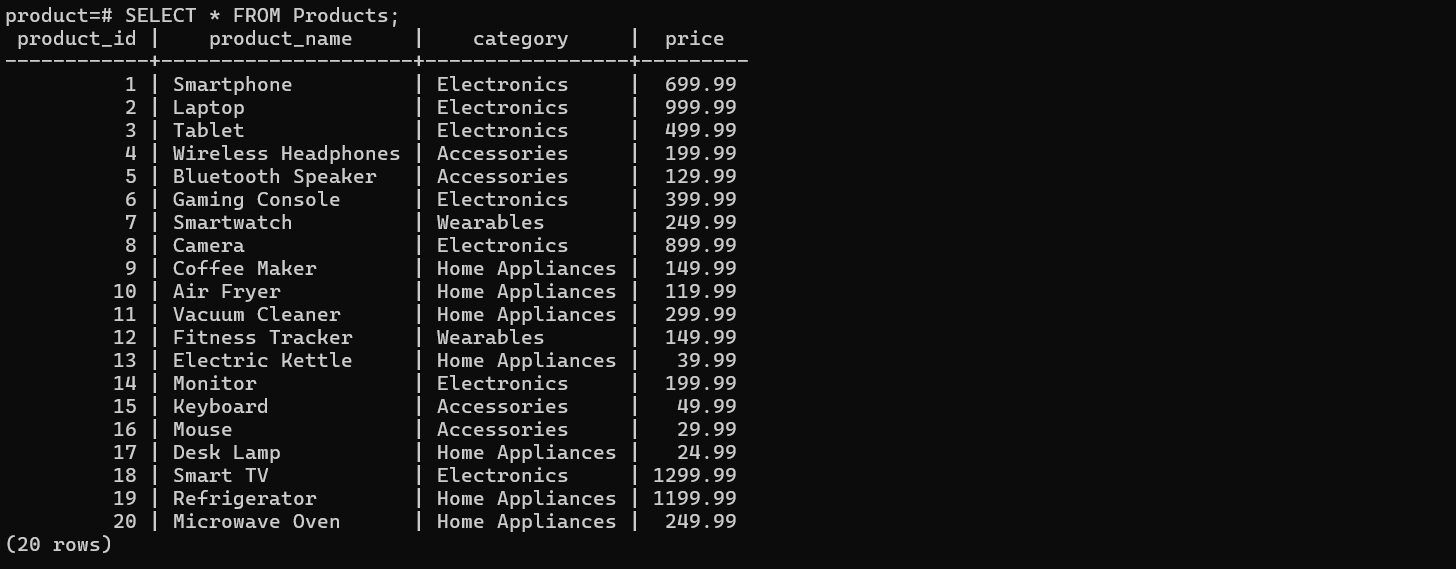 product=# SELECT * FROM Products;
 product_id |    product_name     |    category     |  price
------------+---------------------+-----------------+---------
          1 | Smartphone          | Electronics     |  699.99
          2 | Laptop              | Electronics     |  999.99
          3 | Tablet              | Electronics     |  499.99
          4 | Wireless Headphones | Accessories     |  199.99
          5 | Bluetooth Speaker   | Accessories     |  129.99
          6 | Gaming Console      | Electronics     |  399.99
          7 | Smartwatch          | Wearables       |  249.99
          8 | Camera              | Electronics     |  899.99
          9 | Coffee Maker        | Home Appliances |  149.99
         10 | Air Fryer           | Home Appliances |  119.99
         11 | Vacuum Cleaner      | Home Appliances |  299.99
         12 | Fitness Tracker     | Wearables       |  149.99
         13 | Electric Kettle     | Home Appliances |   39.99
         14 | Monitor             | Electronics     |  199.99
         15 | Keyboard            | Accessories     |   49.99
         16 | Mouse               | Accessories     |   29.99
         17 | Desk Lamp           | Home Appliances |   24.99
         18 | Smart TV            | Electronics     | 1299.99
         19 | Refrigerator        | Home Appliances | 1199.99
         20 | Microwave Oven      | Home Appliances |  249.99
(20 rows)